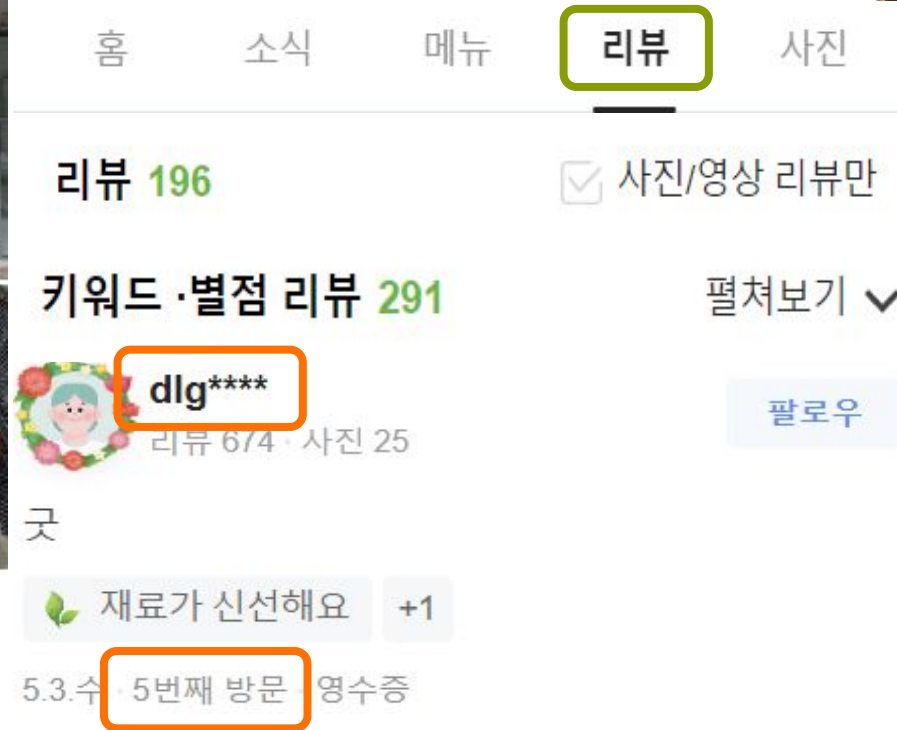 홈 소식 메뉴 리뷰 사진
리뷰 196 사진/영상 리뷰만
키워드 ·별점 리뷰 291 펼쳐보기
dlg****
리뷰 674 · 사진 25 팔로우
굿
재료가 신선해요 +1
5.3.수 · 5번째 방문 · 영수증